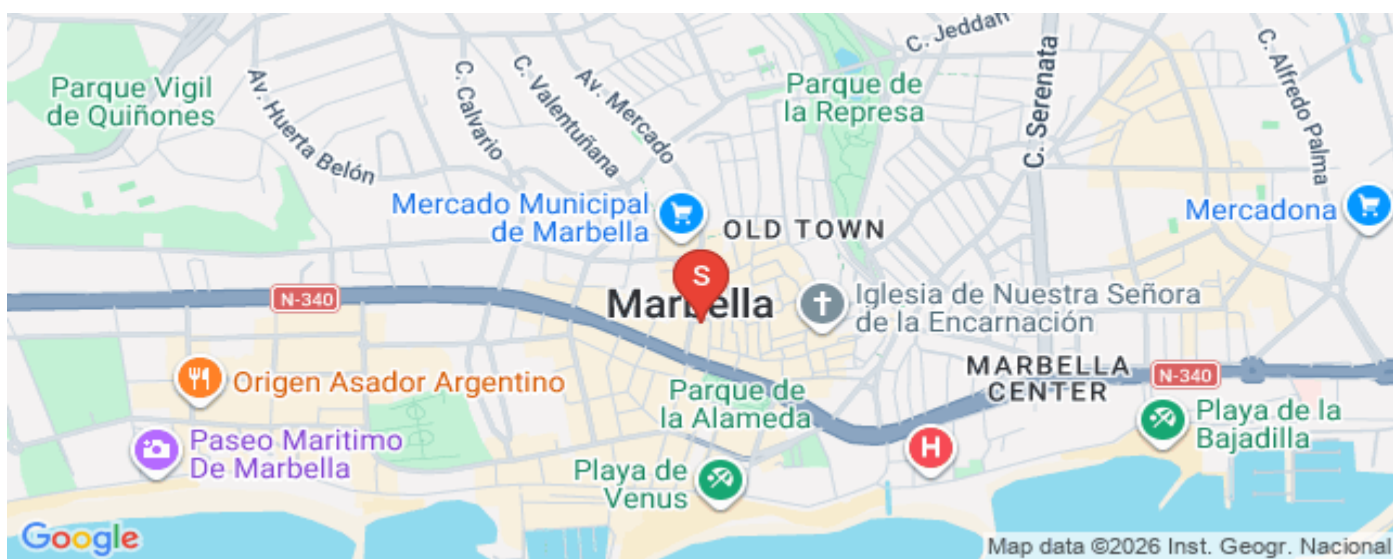 C. Jeddah
Parque Vigil
de Quiñones
Av. Huerta Belón
C. Calvario
C. Valentuñana
Av. Mercado
Parque de
la Represa
C. Serenata
C. Alfredo Palma
Mercado Municipal
de Marbella
OLD TOWN
Mercadona
S
Marbella
Iglesia de Nuestra Señora
de la Encarnación
N-340
Origen Asador Argentino
MARBELLA
CENTER
N-340
Parque de
la Alameda
Playa de la
Bajadilla
Paseo Maritimo
De Marbella
H
Playa de
Venus
Google
Map data ©2026 Inst. Geogr. Nacional